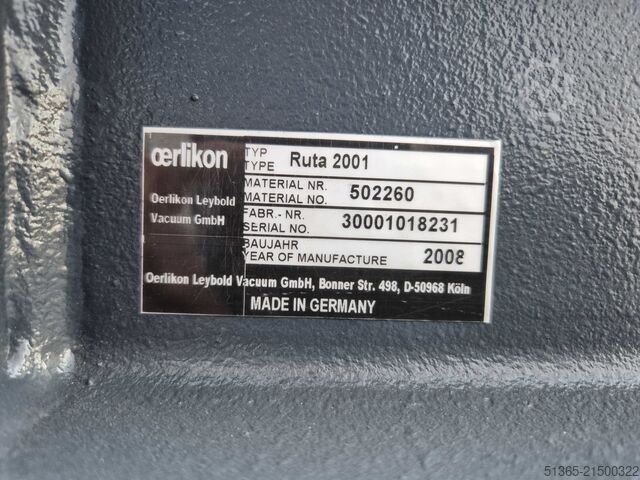 œrlikon
Oerlikon Leybold
Vacuum GmbH
TYP
TYPE
Ruta 2001
MATERIAL NR.
MATERIAL NO.
502260
FABR.- NR.
SERIAL NO.
30001018231
BAUJAHR
YEAR OF MANUFACTURE
2008
Oerlikon Leybold Vacuum GmbH, Bonner Str. 498, D-50968 Köln
MADE IN GERMANY
51365-21500322